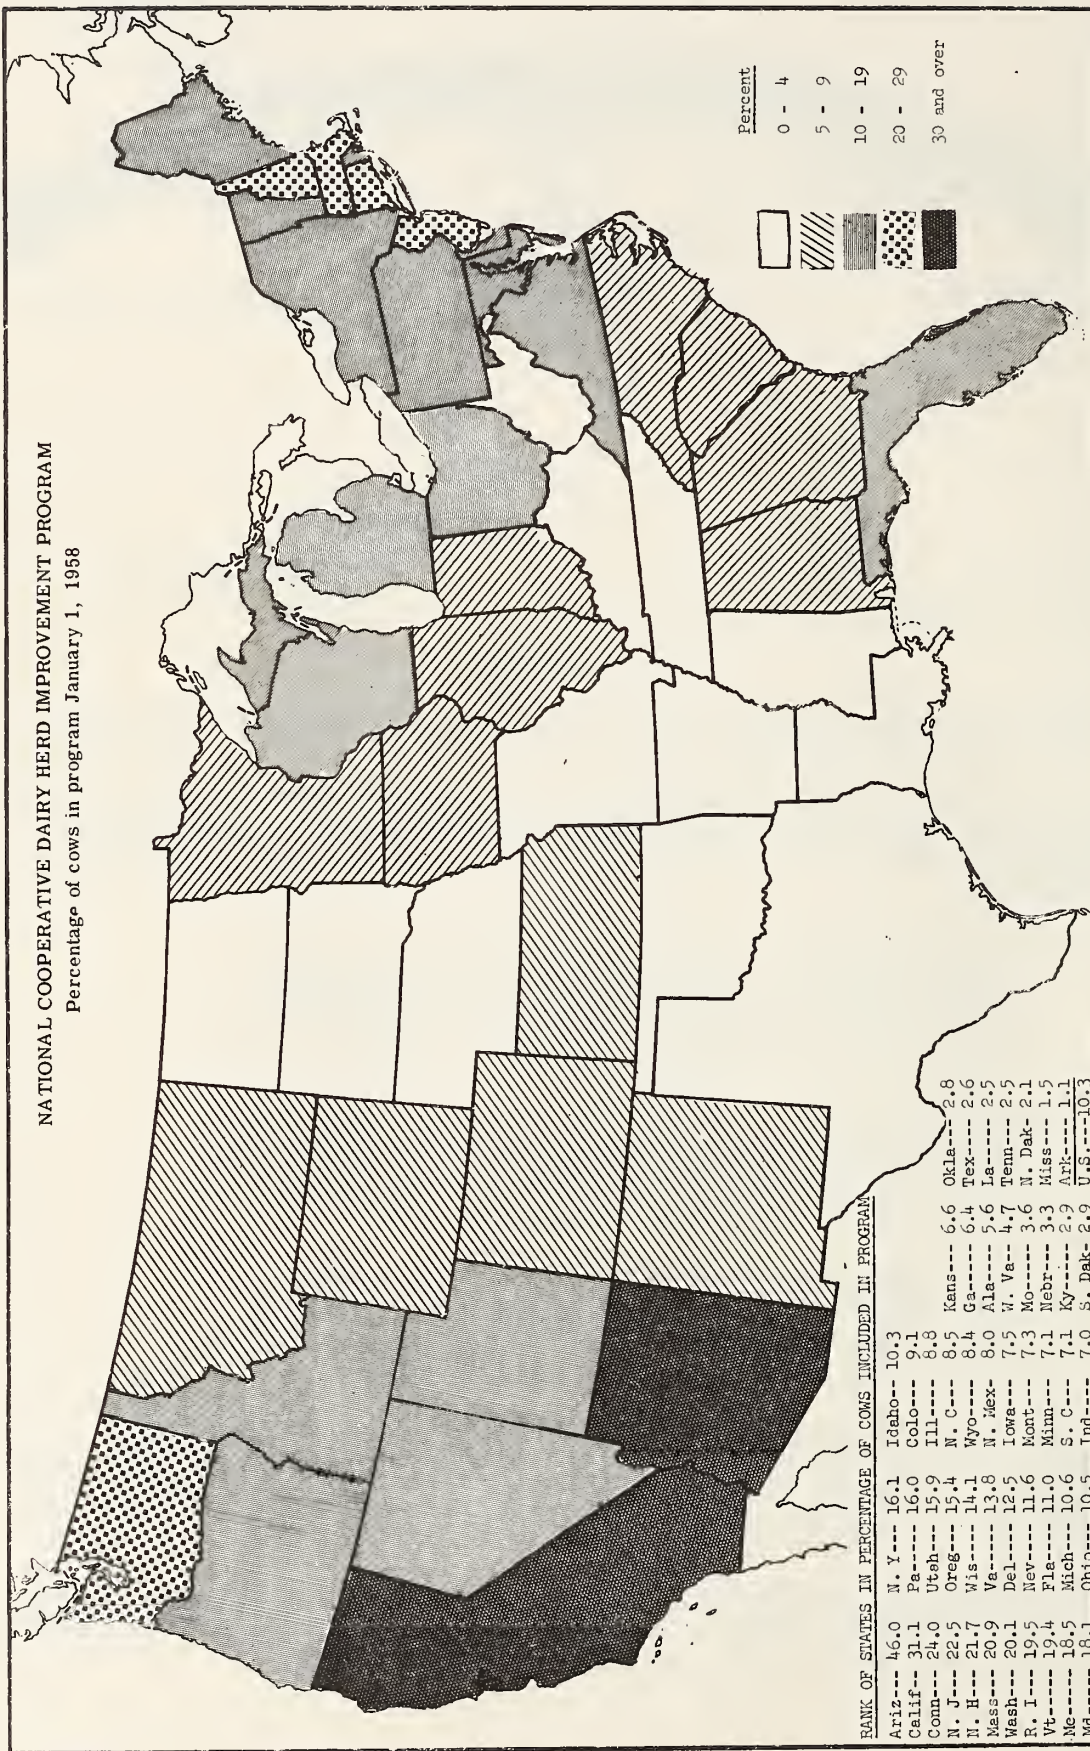 NATIONAL COOPERATIVE DAIRY HERD IMPROVEMENT PROGRAM
Percentage of cows in program January 1, 1958
Percent
0 - 4
5 - 9
10 - 19
20 - 29
30 and over
RANK OF STATES IN PERCENTAGE OF COWS INCLUDED IN PROGRAM
Ariz--- 46.0 N. Y--- 16.1 Idaho-- 10.3
Calif-- 31.1 Pa----- 16.0 Colo--- 9.1
Conn--- 24.0 Utah--- 15.9 Ill---- 8.8
N. J--- 22.5 Oreg--- 15.4 N. C--- 8.5 Kans--- 6.6 Okla---- 2.8
N. H--- 21.7 Wis---- 14.1 Wyo---- 8.4 Ga----- 6.4 Tex---- 2.6
Mass--- 20.9 Va----- 13.8 N. Mex- 8.0 Ala---- 5.6 La----- 2.5
Wash--- 20.1 Del---- 12.5 Iowa--- 7.5 W. Va-- 4.7 Tenn--- 2.5
R. I--- 19.5 Nev---- 11.6 Mont--- 7.3 Mo----- 3.6 N. Dak- 2.1
Vt----- 19.4 Fla---- 11.0 Minn--- 7.1 Nebr--- 3.3 Miss--- 1.5
Me----- 18.5 Mich--- 10.6 S. C--- 7.1 Ky----- 2.9 Ark---- 1.1
Md----- 18.1 Ohio--- 10.5 Ind---- 7.0 S. Dak- 2.9 U.S.----10.3